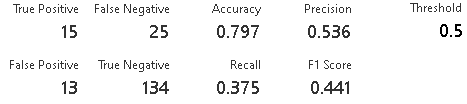 True Positive False Negative Accuracy Precision Threshold
15 25 0.797 0.536 0.5
False Positive True Negative Recall F1 Score
13 134 0.375 0.441